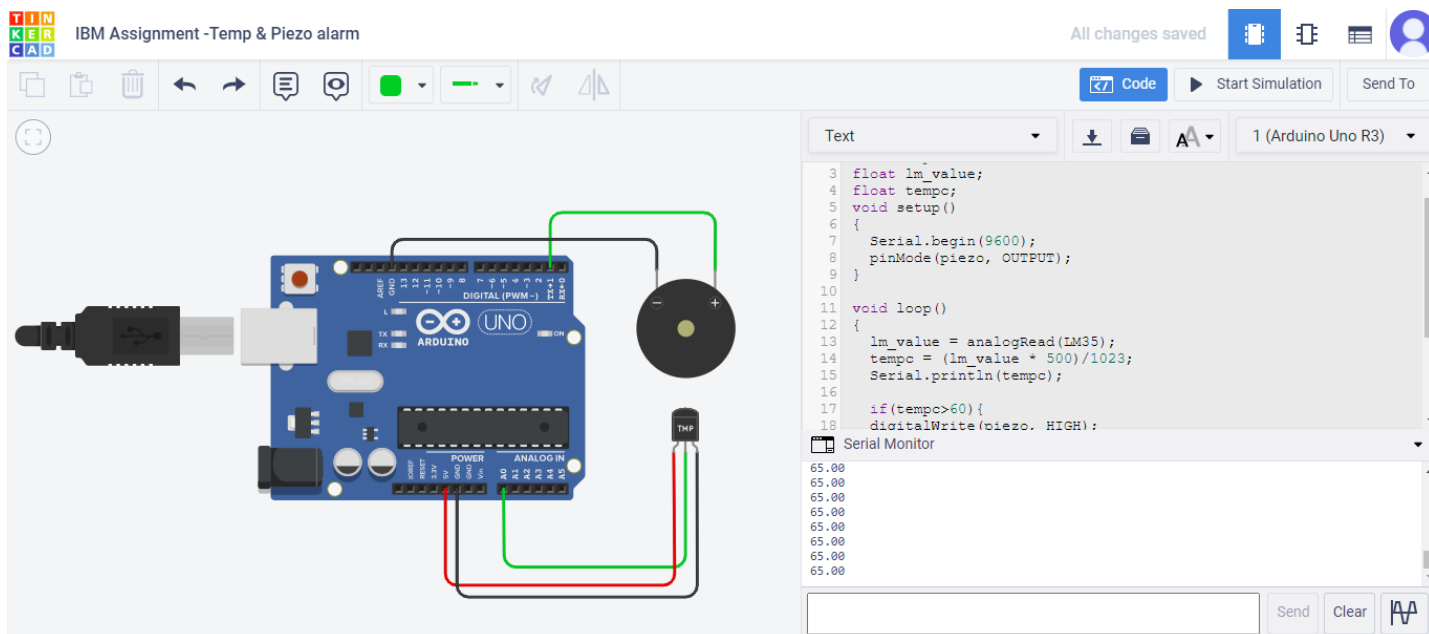 TIN
KER
CAD
IBM Assignment -Temp & Piezo alarm
All changes saved
Code
Start Simulation
Send To
Text
1 (Arduino Uno R3)
3 float lm_value;
4 float tempc;
5 void setup()
6 {
7 Serial.begin(9600);
8 pinMode(piezo, OUTPUT);
9 }
10
11 void loop()
12 {
13 lm_value = analogRead(LM35);
14 tempc = (lm_value * 500)/1023;
15 Serial.println(tempc);
16
17 if(tempc>60){
18 digitalWrite(piezo, HIGH);
Serial Monitor
65.00
65.00
65.00
65.00
65.00
65.00
65.00
65.00
Send
Clear
AREF
GND
13
12
~11
~10
~9
8
7
~6
~5
4
~3
2
TX→1
RX←0
DIGITAL (PWM~)
L
TX
RX
UNO
ARDUINO
ON
POWER
ANALOG IN
IOREF
RESET
3.3V
5V
GND
GND
Vin
A0
A1
A2
A3
A4
A5
TMP